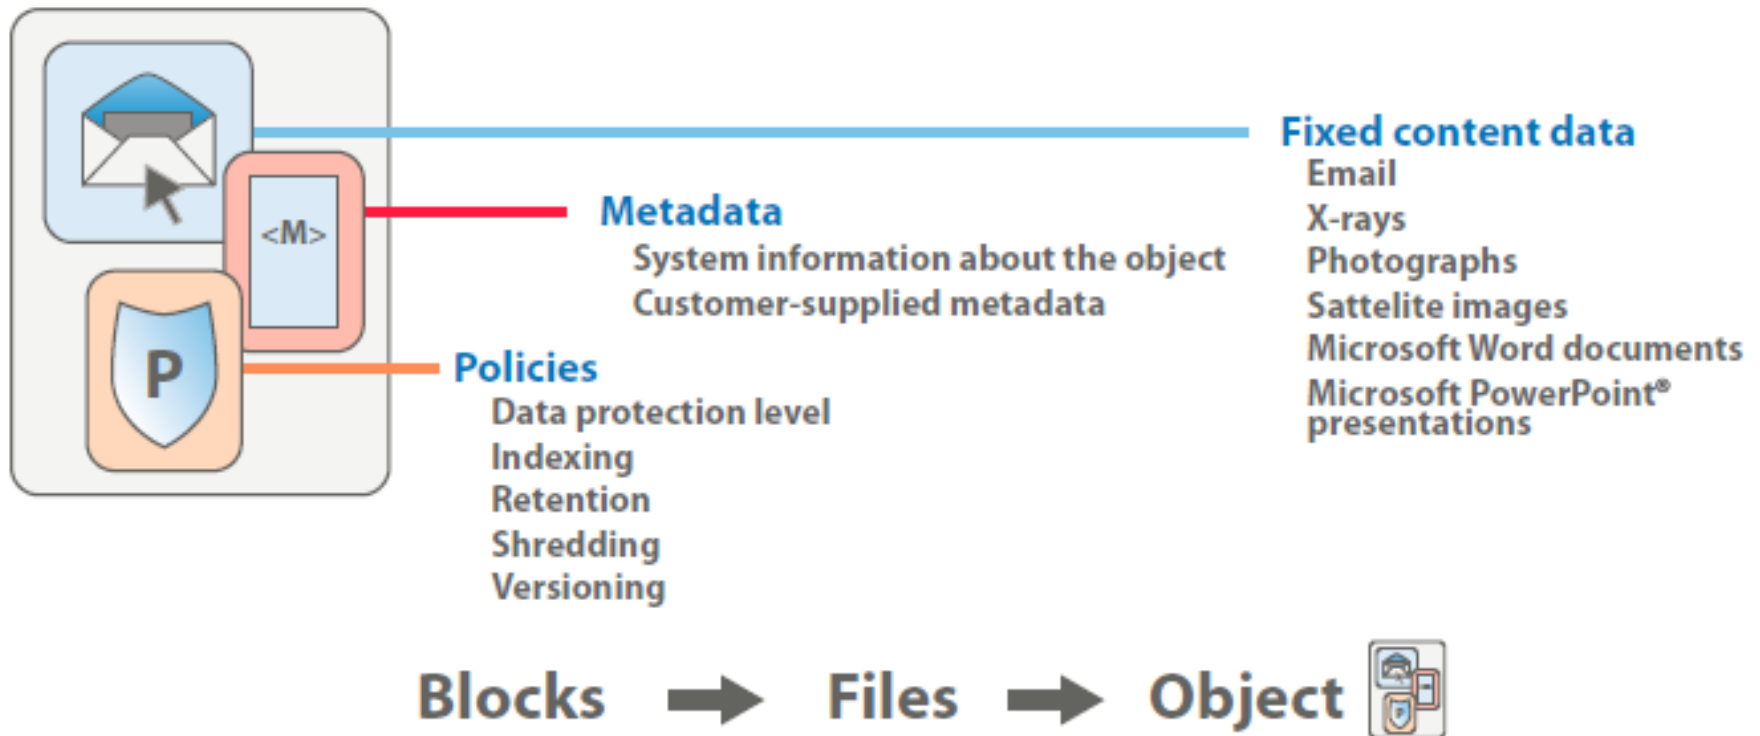 <M>
P
Fixed content data
Email
X-rays
Photographs
Sattelite images
Microsoft Word documents
Microsoft PowerPoint®
presentations
Metadata
System information about the object
Customer-supplied metadata
Policies
Data protection level
Indexing
Retention
Shredding
Versioning
Blocks Files Object